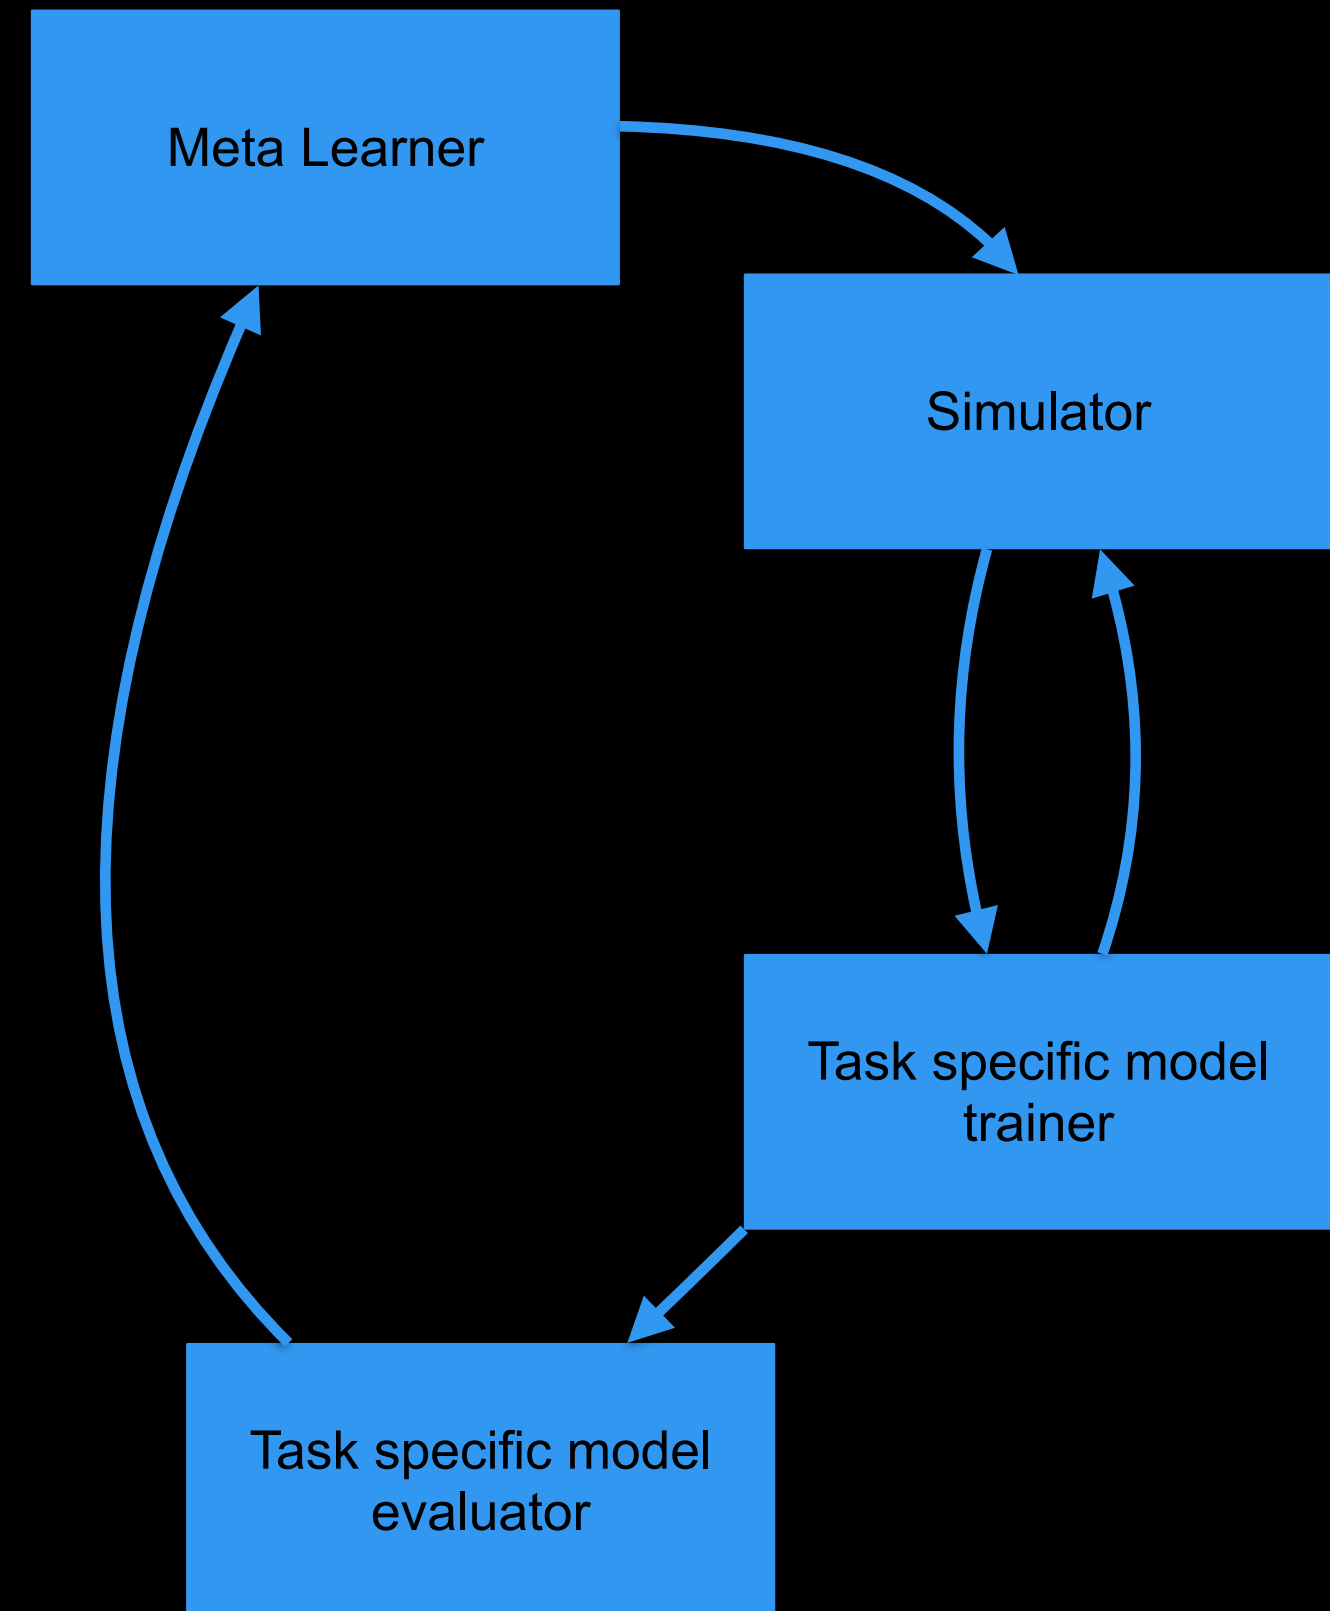 Meta Learner
Simulator
Task specific model
trainer
Task specific model
evaluator